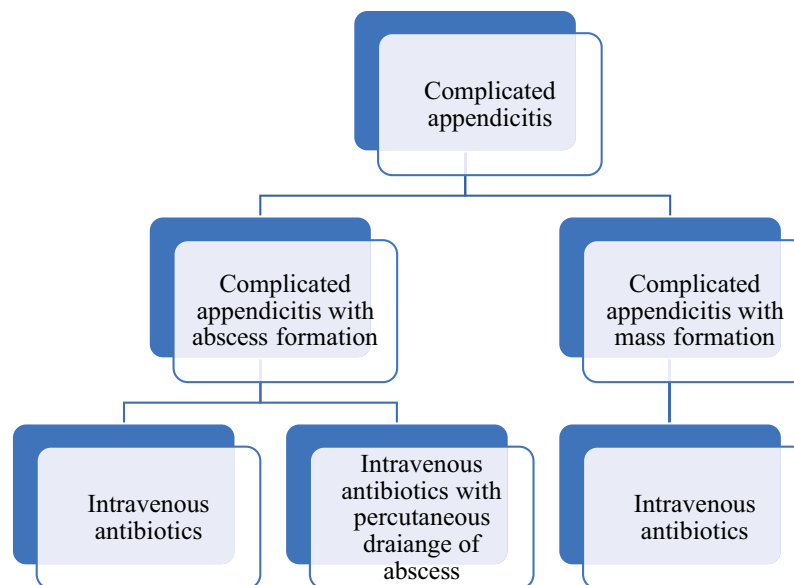 Complicated
appendicitis
Complicated
appendicitis with
abscess formation
Complicated
appendicitis with
mass formation
Intravenous
antibiotics
Intravenous
antibiotics with
percutaneous
draiange of
abscess
Intravenous
antibiotics